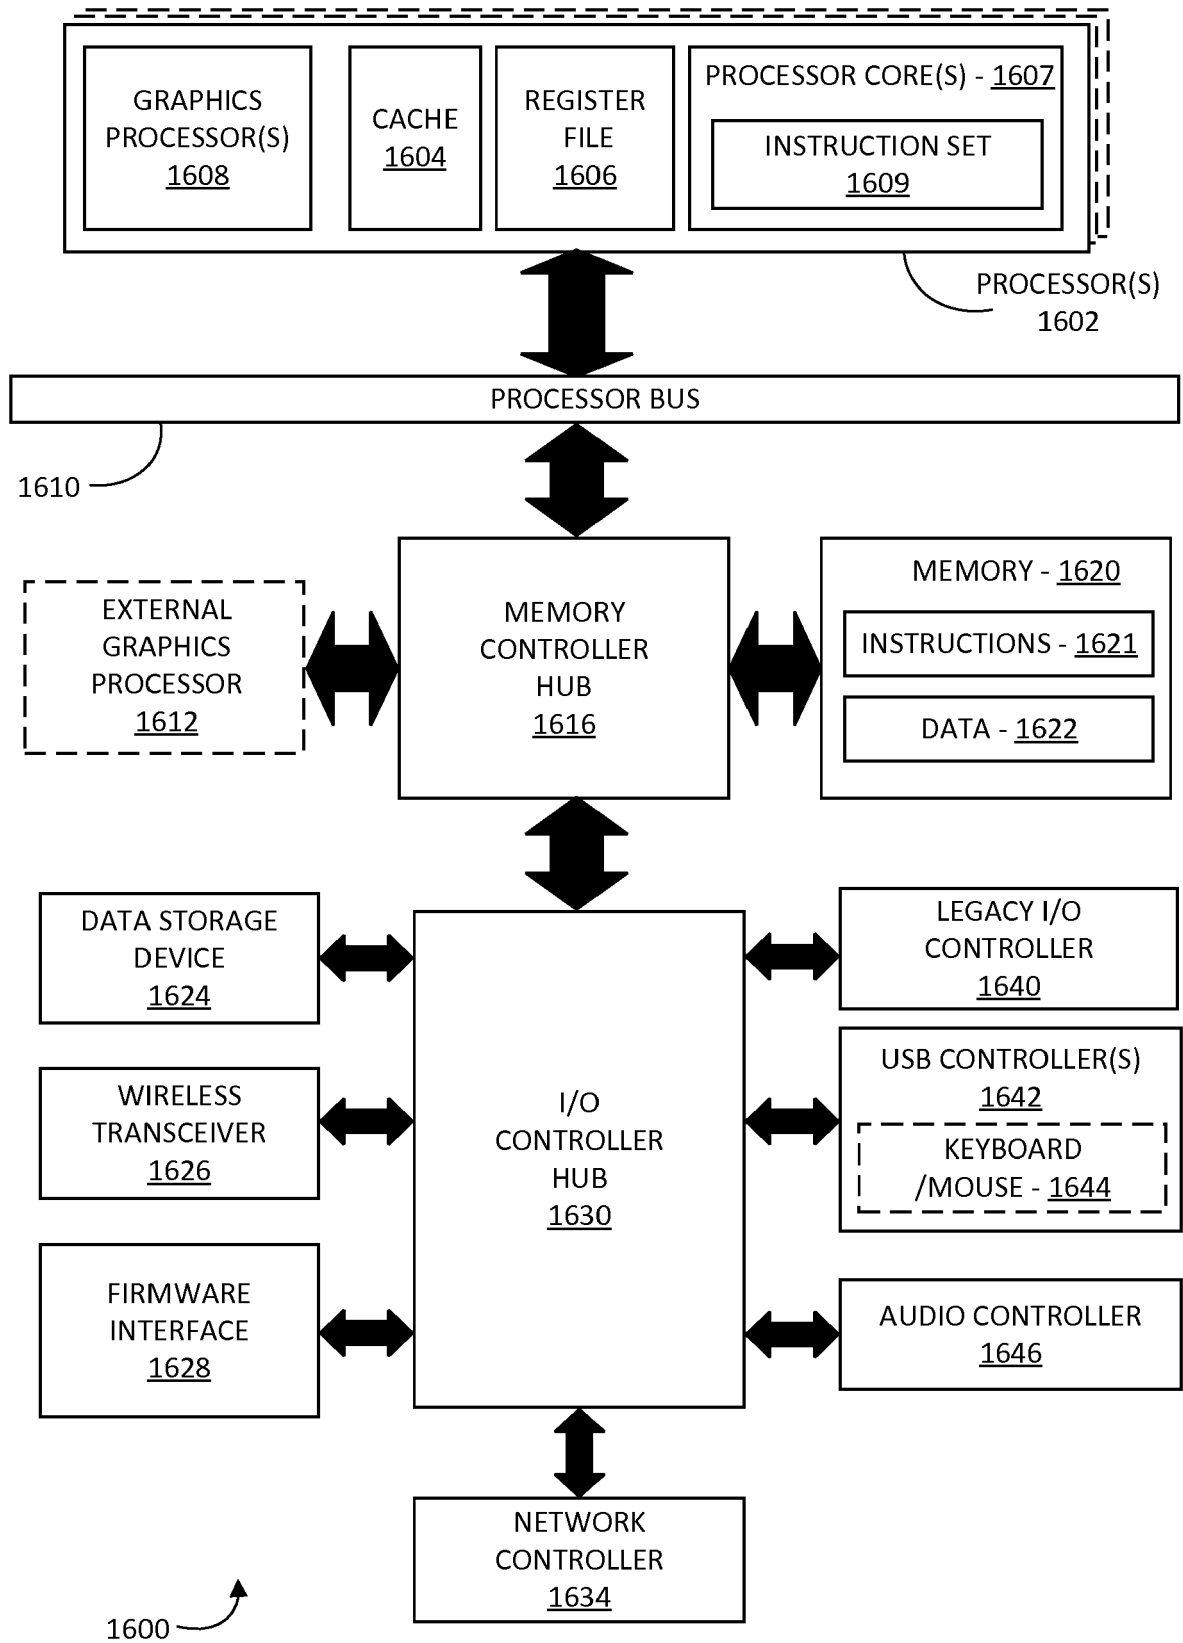 GRAPHICS
PROCESSOR(S)
1608
CACHE
1604
REGISTER
FILE
1606
PROCESSOR CORE(S) - 1607
INSTRUCTION SET
1609
PROCESSOR(S)
1602
PROCESSOR BUS
1610
EXTERNAL
GRAPHICS
PROCESSOR
1612
MEMORY
CONTROLLER
HUB
1616
MEMORY - 1620
INSTRUCTIONS - 1621
DATA - 1622
DATA STORAGE
DEVICE
1624
WIRELESS
TRANSCEIVER
1626
FIRMWARE
INTERFACE
1628
I/O
CONTROLLER
HUB
1630
LEGACY I/O
CONTROLLER
1640
USB CONTROLLER(S)
1642
KEYBOARD
/MOUSE - 1644
AUDIO CONTROLLER
1646
NETWORK
CONTROLLER
1634
1600